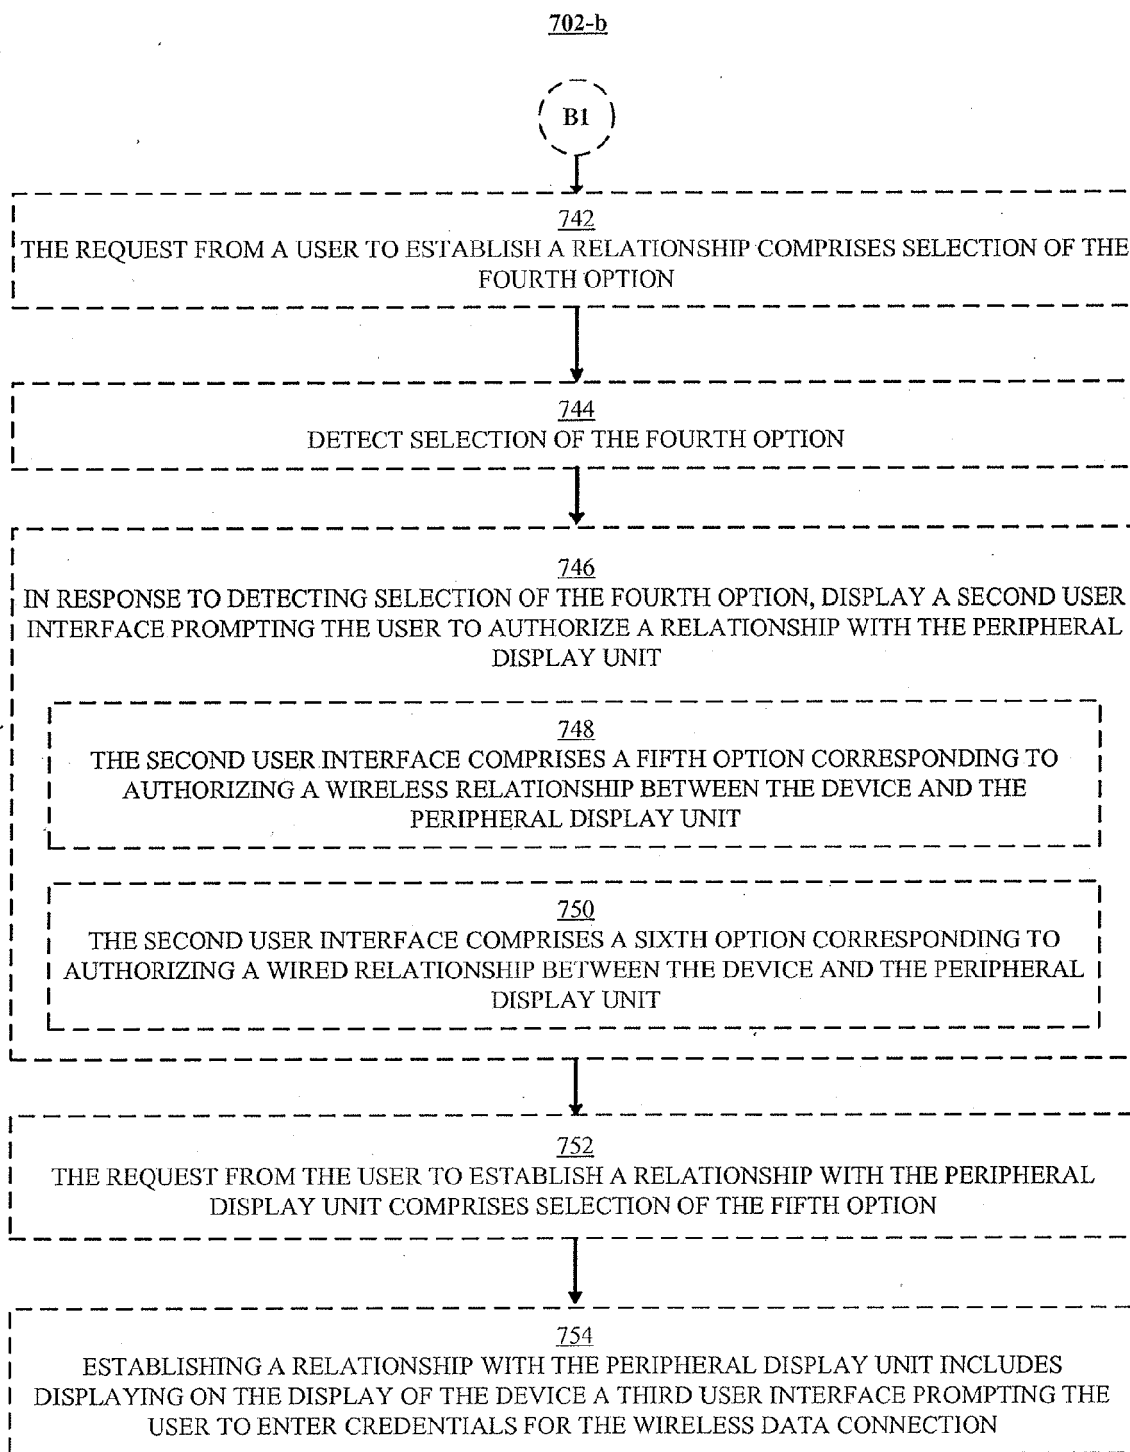 702-b
B1
742
THE REQUEST FROM A USER TO ESTABLISH A RELATIONSHIP COMPRISES SELECTION OF THE
FOURTH OPTION
744
DETECT SELECTION OF THE FOURTH OPTION
746
IN RESPONSE TO DETECTING SELECTION OF THE FOURTH OPTION, DISPLAY A SECOND USER
INTERFACE PROMPTING THE USER TO AUTHORIZE A RELATIONSHIP WITH THE PERIPHERAL
DISPLAY UNIT
748
THE SECOND USER INTERFACE COMPRISES A FIFTH OPTION CORRESPONDING TO
AUTHORIZING A WIRELESS RELATIONSHIP BETWEEN THE DEVICE AND THE
PERIPHERAL DISPLAY UNIT
750
THE SECOND USER INTERFACE COMPRISES A SIXTH OPTION CORRESPONDING TO
AUTHORIZING A WIRED RELATIONSHIP BETWEEN THE DEVICE AND THE PERIPHERAL
DISPLAY UNIT
752
THE REQUEST FROM THE USER TO ESTABLISH A RELATIONSHIP WITH THE PERIPHERAL
DISPLAY UNIT COMPRISES SELECTION OF THE FIFTH OPTION
754
ESTABLISHING A RELATIONSHIP WITH THE PERIPHERAL DISPLAY UNIT INCLUDES
DISPLAYING ON THE DISPLAY OF THE DEVICE A THIRD USER INTERFACE PROMPTING THE
USER TO ENTER CREDENTIALS FOR THE WIRELESS DATA CONNECTION